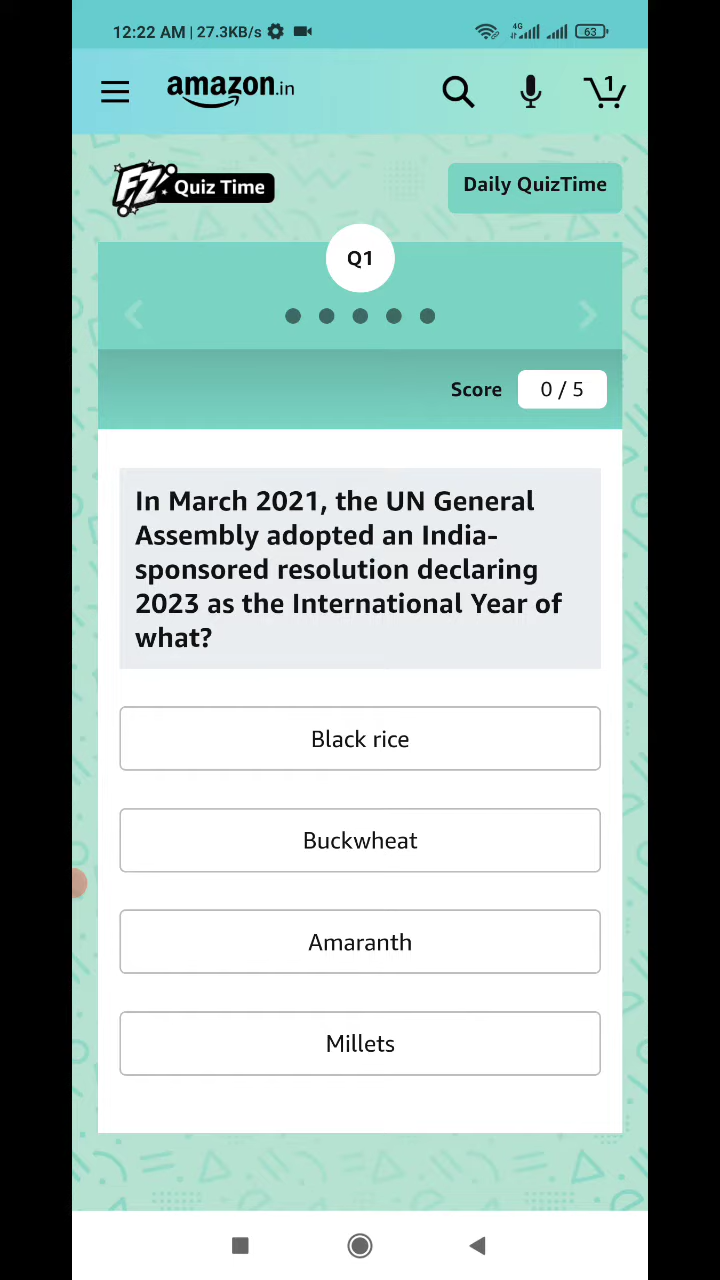 12:22 AM | 27.3KB/s 4G 63
amazon.in 1
FZ Quiz Time
Daily QuizTime
Q1
Score 0 / 5
In March 2021, the UN General
Assembly adopted an India-
sponsored resolution declaring
2023 as the International Year of
what?
Black rice
Buckwheat
Amaranth
Millets